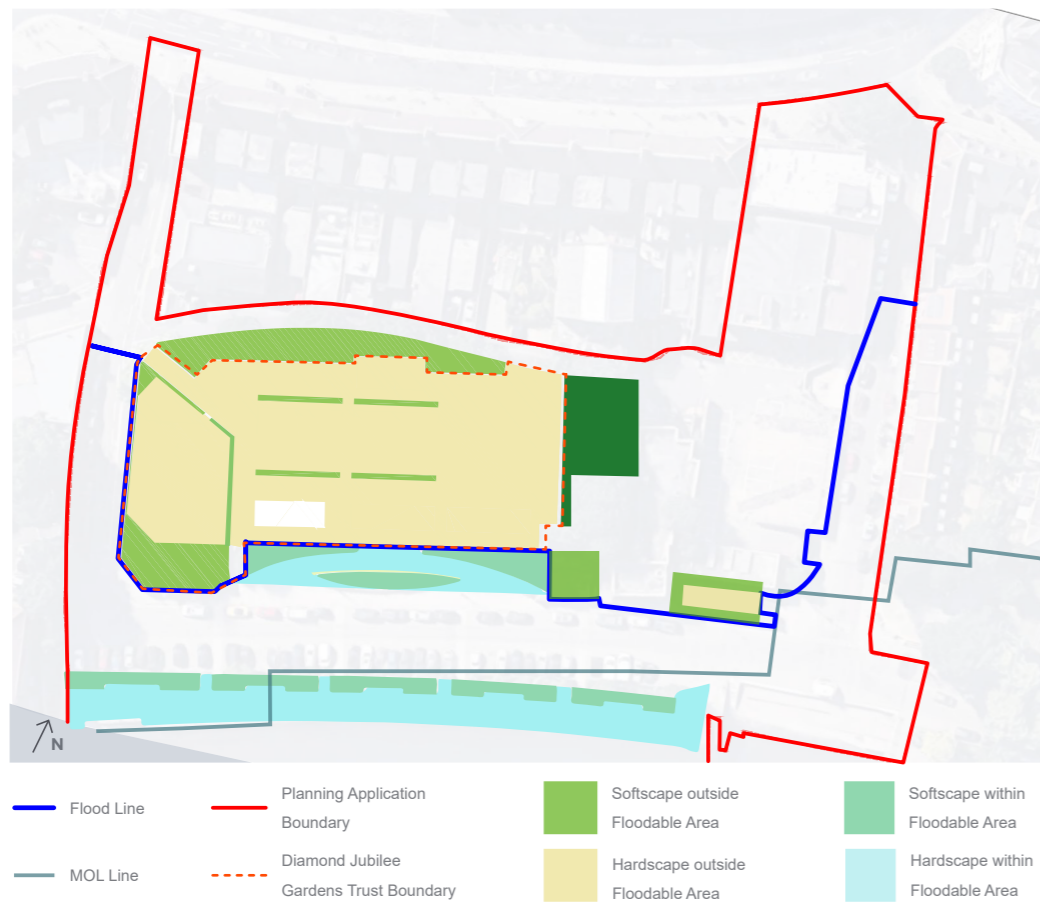 N
Flood Line
Planning Application
Boundary
Softscape outside
Floodable Area
Softscape within
Floodable Area
MOL Line
Diamond Jubilee
Gardens Trust Boundary
Hardscape outside
Floodable Area
Hardscape within
Floodable Area